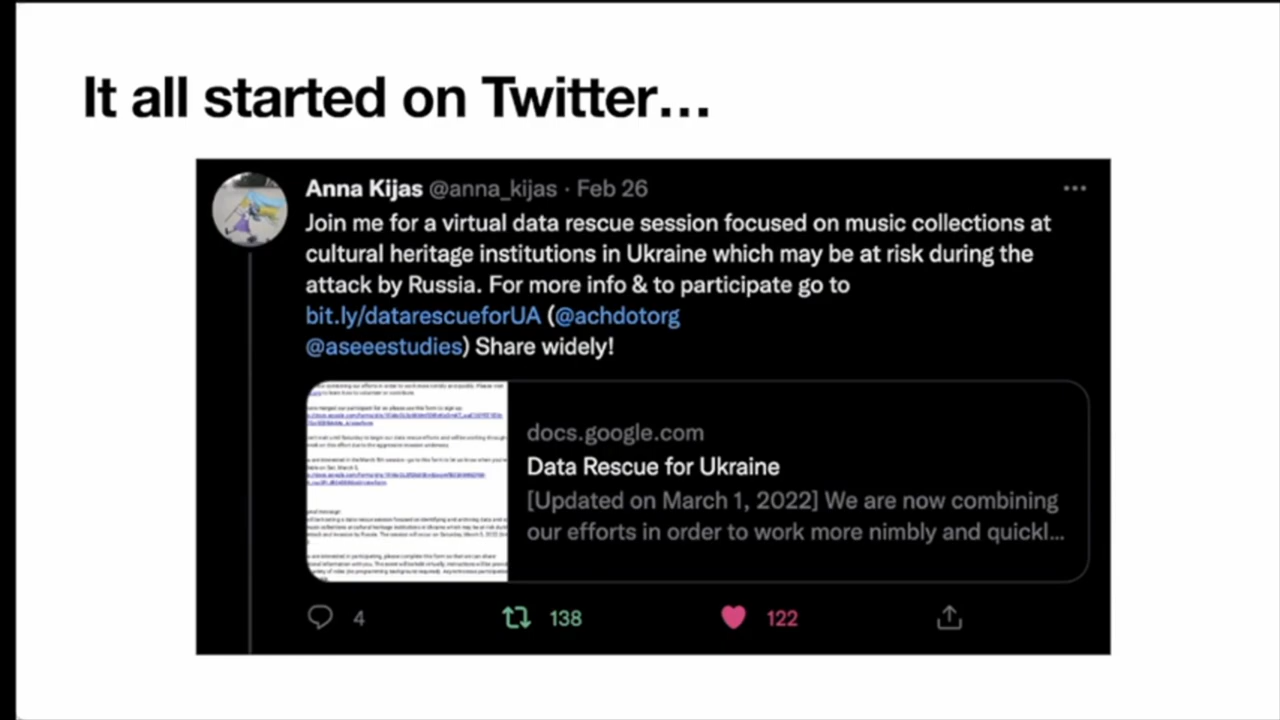 It all started on Twitter...
Anna Kijas @anna_kijas · Feb 26
Join me for a virtual data rescue session focused on music collections at
cultural heritage institutions in Ukraine which may be at risk during the
attack by Russia. For more info & to participate go to
bit.ly/datarescueforUA (@achdotorg
@aseeestudies) Share widely!
docs.google.com
Data Rescue for Ukraine
[Updated on March 1, 2022] We are now combining
our efforts in order to work more nimbly and quickl...
4 138 122